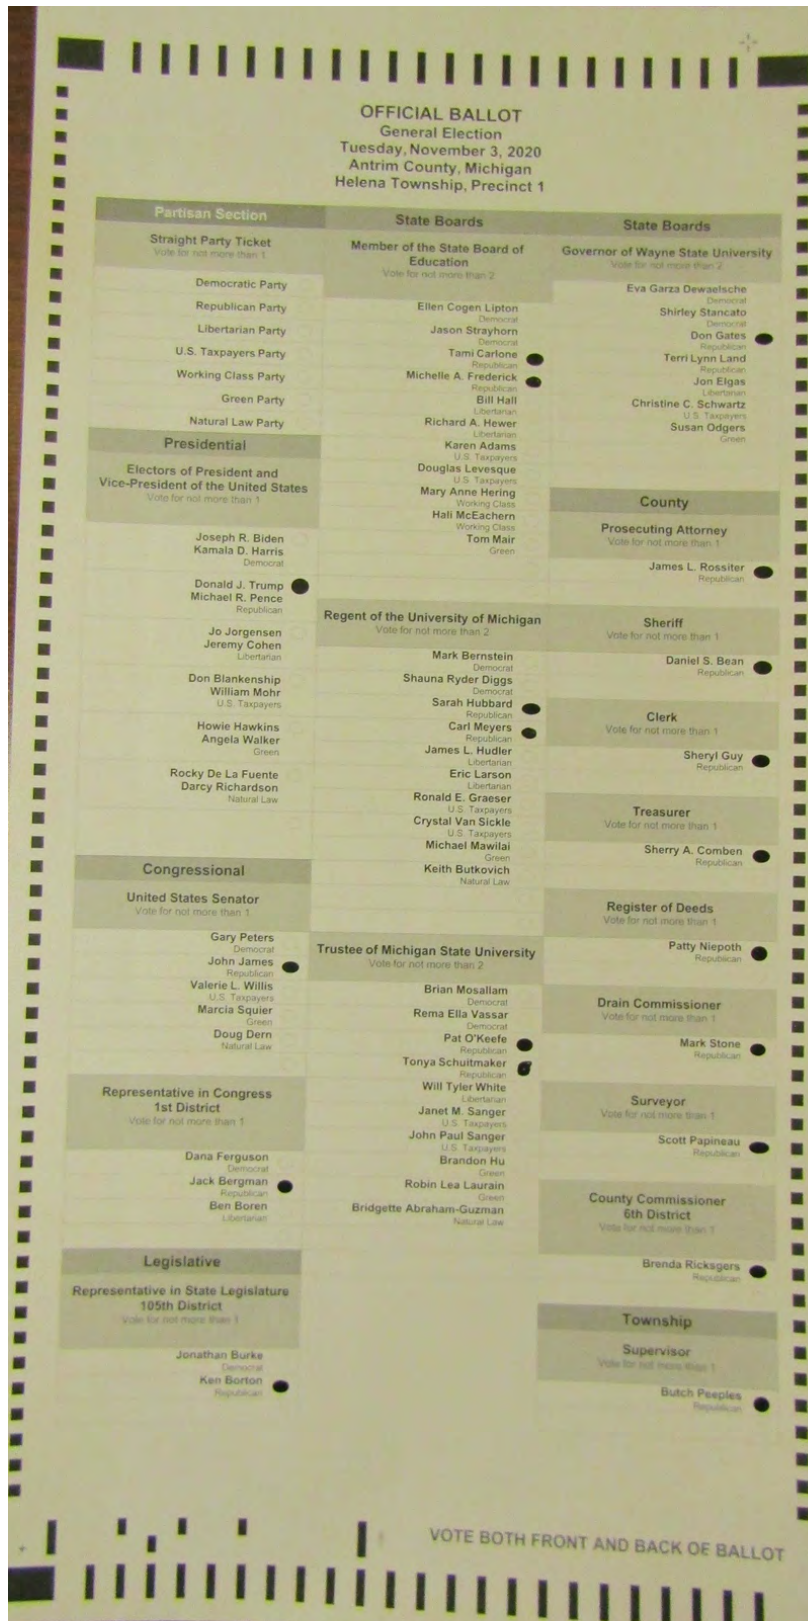 OFFICIAL BALLOT
General Election
Tuesday, November 3, 2020
Antrim County, Michigan
Helena Township, Precinct 1
Partisan Section
Straight Party Ticket
Vote for not more than 1
Democratic Party
Republican Party
Libertarian Party
U.S. Taxpayers Party
Working Class Party
Green Party
Natural Law Party
Presidential
Electors of President and
Vice-President of the United States
Vote for not more than 1
Joseph R. Biden
Kamala D. Harris
Democrat
Donald J. Trump
Michael R. Pence
Republican
Jo Jorgensen
Jeremy Cohen
Libertarian
Don Blankenship
William Mohr
U.S. Taxpayers
Howie Hawkins
Angela Walker
Green
Rocky De La Fuente
Darcy Richardson
Natural Law
Congressional
United States Senator
Vote for not more than 1
Gary Peters
Democrat
John James
Republican
Valerie L. Willis
U.S. Taxpayers
Marcia Squier
Green
Doug Dern
Natural Law
Representative in Congress
1st District
Vote for not more than 1
Dana Ferguson
Democrat
Jack Bergman
Republican
Ben Boren
Libertarian
Legislative
Representative in State Legislature
105th District
Vote for not more than 1
Jonathan Burke
Democrat
Ken Borton
Republican
State Boards
Member of the State Board of
Education
Vote for not more than 2
Ellen Cogen Lipton
Democrat
Jason Strayhorn
Democrat
Tami Carlone
Republican
Michelle A. Frederick
Republican
Bill Hall
Libertarian
Richard A. Hewer
Libertarian
Karen Adams
U.S. Taxpayers
Douglas Levesque
U.S. Taxpayers
Mary Anne Hering
Working Class
Hali McEachern
Working Class
Tom Mair
Green
Regent of the University of Michigan
Vote for not more than 2
Mark Bernstein
Democrat
Shauna Ryder Diggs
Democrat
Sarah Hubbard
Republican
Carl Meyers
Republican
James L. Hudler
Libertarian
Eric Larson
Libertarian
Ronald E. Graeser
U.S. Taxpayers
Crystal Van Sickle
U.S. Taxpayers
Michael Mawilai
Green
Keith Butkovich
Natural Law
Trustee of Michigan State University
Vote for not more than 2
Brian Mosallam
Democrat
Rema Ella Vassar
Democrat
Pat O'Keefe
Republican
Tonya Schuitmaker
Republican
Will Tyler White
Libertarian
Janet M. Sanger
U.S. Taxpayers
John Paul Sanger
U.S. Taxpayers
Brandon Hu
Green
Robin Lea Laurain
Green
Bridgette Abraham-Guzman
Natural Law
State Boards
Governor of Wayne State University
Vote for not more than 2
Eva Garza Dewaelsche
Democrat
Shirley Stancato
Democrat
Don Gates
Republican
Terri Lynn Land
Republican
Jon Elgas
Libertarian
Christine C. Schwartz
U.S. Taxpayers
Susan Odgers
Green
County
Prosecuting Attorney
Vote for not more than 1
James L. Rossiter
Republican
Sheriff
Vote for not more than 1
Daniel S. Bean
Republican
Clerk
Vote for not more than 1
Sheryl Guy
Republican
Treasurer
Vote for not more than 1
Sherry A. Comben
Republican
Register of Deeds
Vote for not more than 1
Patty Niepoth
Republican
Drain Commissioner
Vote for not more than 1
Mark Stone
Republican
Surveyor
Vote for not more than 1
Scott Papineau
Republican
County Commissioner
6th District
Vote for not more than 1
Brenda Ricksgers
Republican
Township
Supervisor
Vote for not more than 1
Butch Peeples
Republican
VOTE BOTH FRONT AND BACK OF BALLOT